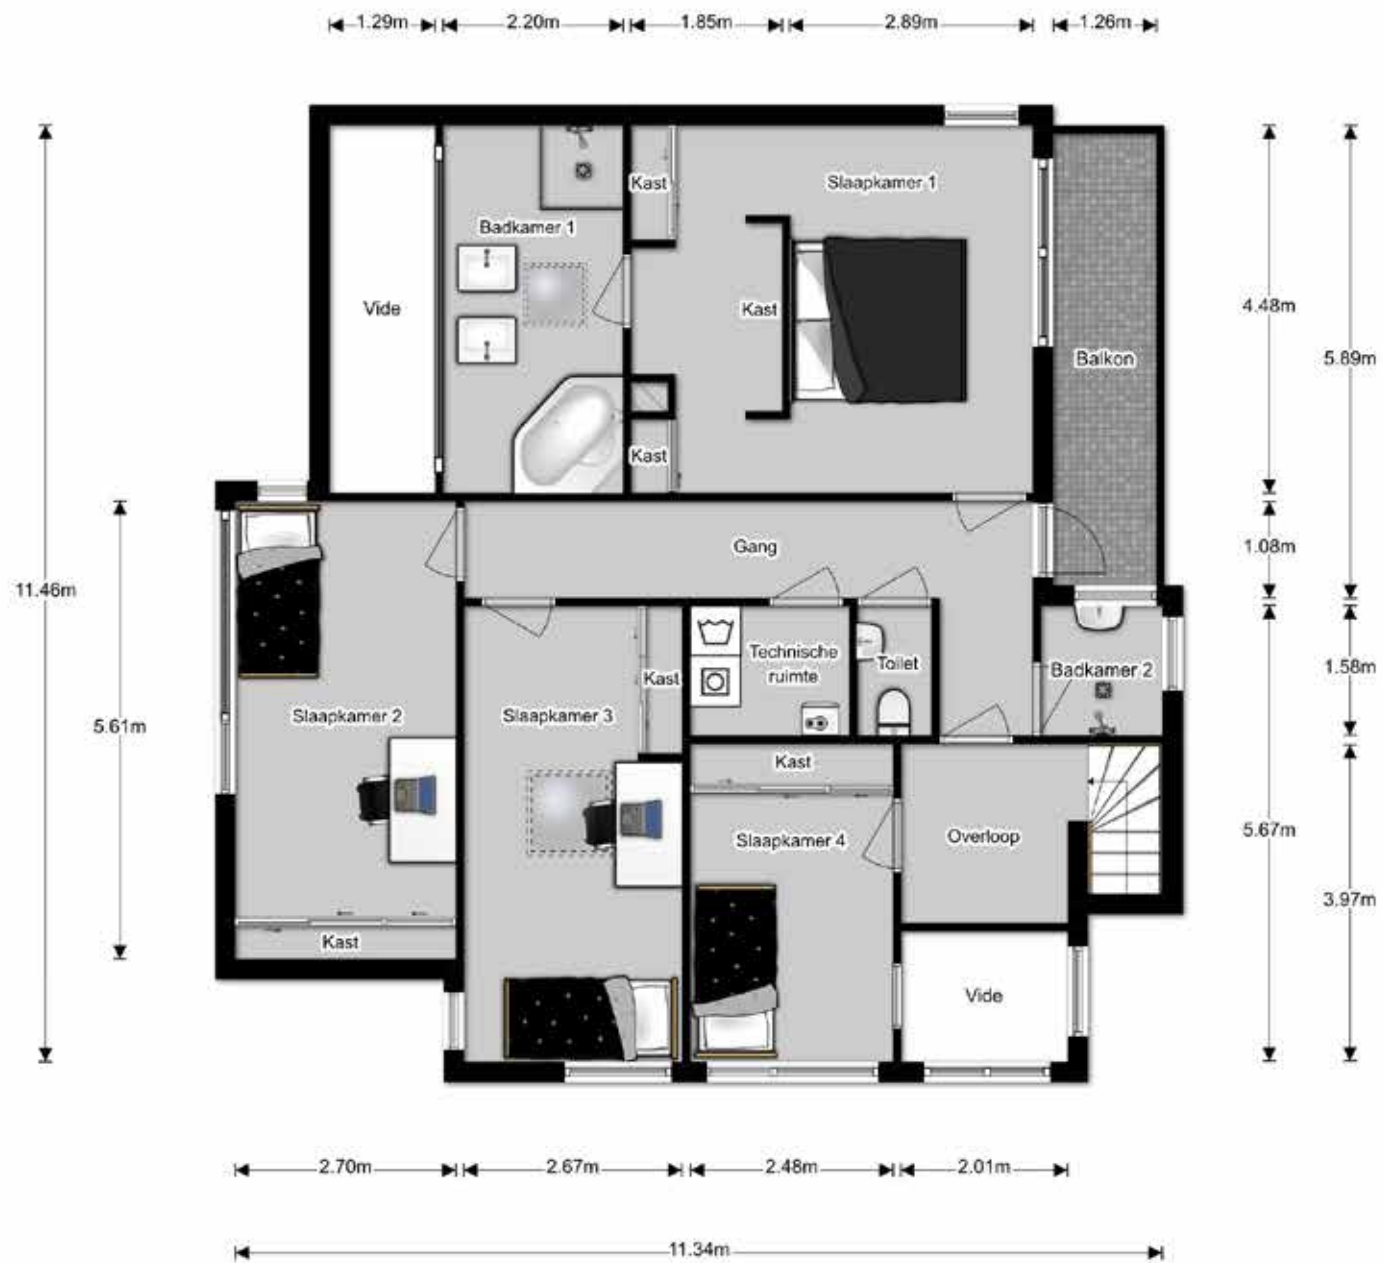 1.29m
2.20m
1.85m
2.89m
1.26m
Kast
Slaapkamer 1
Badkamer 1
Vide
Kast
4.48m
5.89m
Balkon
Kast
Gang
1.08m
11.46m
Technische
ruimte
Toilet
Kast
Badkamer 2
1.58m
Slaapkamer 2
Slaapkamer 3
5.61m
Kast
Slaapkamer 4
Overloop
5.67m
3.97m
Kast
Vide
2.70m
2.67m
2.48m
2.01m
11.34m